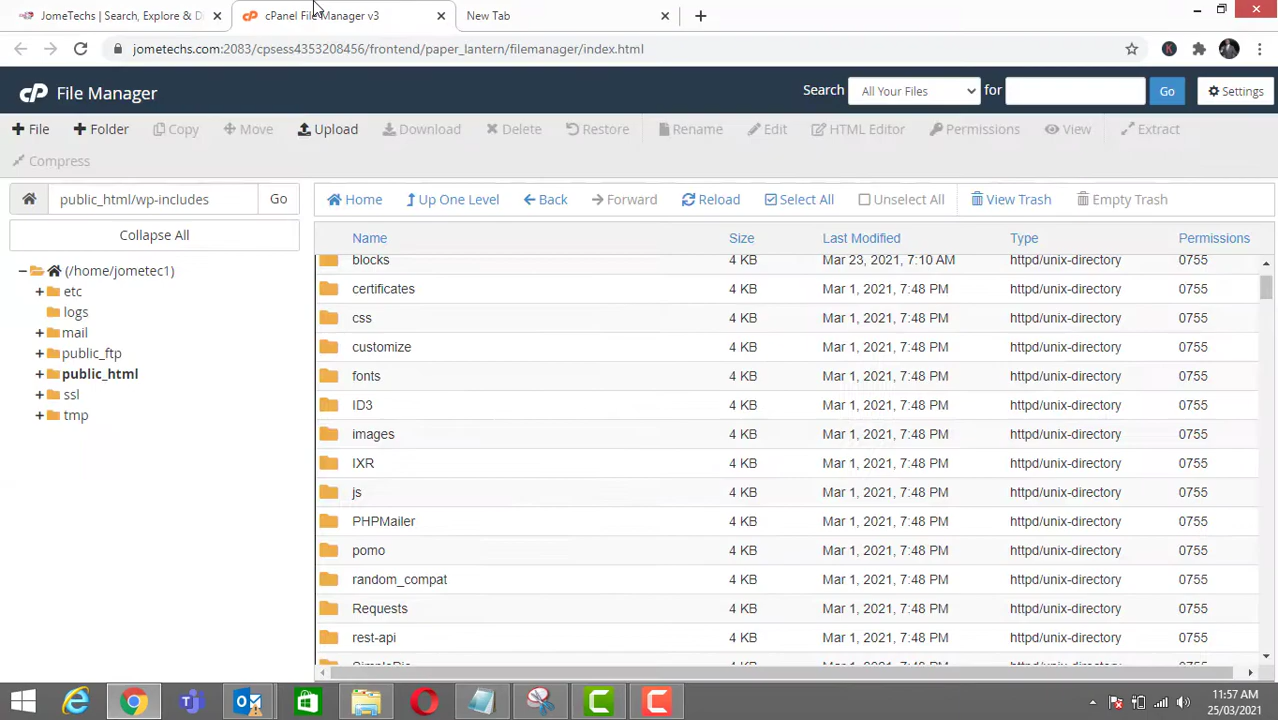 JomeTechs | Search, Explore & D
cPanel File Manager v3
New Tab
jometechs.com:2083/cpsess4353208456/frontend/paper_lantern/filemanager/index.html
K
cP File Manager
Search
All Your Files
for
Go
Settings
File
Folder
Copy
Move
Upload
Download
Delete
Restore
Rename
Edit
HTML Editor
Permissions
View
Extract
Compress
public_html/wp-includes
Go
Home
Up One Level
Back
Forward
Reload
Select All
Unselect All
View Trash
Empty Trash
Collapse All
(/home/jometec1)
etc
logs
mail
public_ftp
public_html
ssl
tmp
Name Size Last Modified Type Permissions
blocks 4 KB Mar 23, 2021, 7:10 AM httpd/unix-directory 0755
certificates 4 KB Mar 1, 2021, 7:48 PM httpd/unix-directory 0755
css 4 KB Mar 1, 2021, 7:48 PM httpd/unix-directory 0755
customize 4 KB Mar 1, 2021, 7:48 PM httpd/unix-directory 0755
fonts 4 KB Mar 1, 2021, 7:48 PM httpd/unix-directory 0755
ID3 4 KB Mar 1, 2021, 7:48 PM httpd/unix-directory 0755
images 4 KB Mar 1, 2021, 7:48 PM httpd/unix-directory 0755
IXR 4 KB Mar 1, 2021, 7:48 PM httpd/unix-directory 0755
js 4 KB Mar 1, 2021, 7:48 PM httpd/unix-directory 0755
PHPMailer 4 KB Mar 1, 2021, 7:48 PM httpd/unix-directory 0755
pomo 4 KB Mar 1, 2021, 7:48 PM httpd/unix-directory 0755
random_compat 4 KB Mar 1, 2021, 7:48 PM httpd/unix-directory 0755
Requests 4 KB Mar 1, 2021, 7:48 PM httpd/unix-directory 0755
rest-api 4 KB Mar 1, 2021, 7:48 PM httpd/unix-directory 0755
11:57 AM
25/03/2021